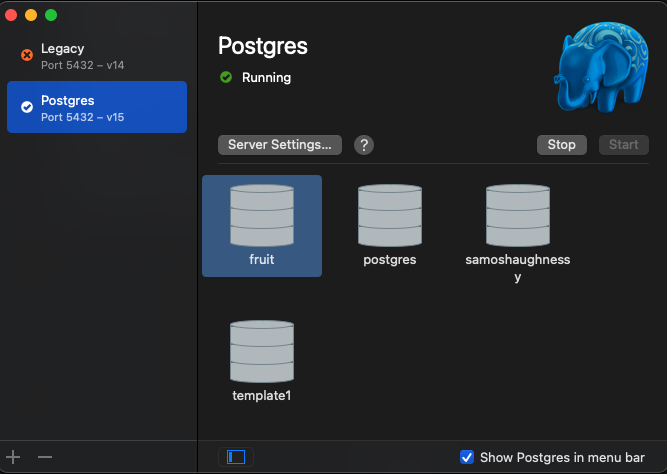 Legacy
Port 5432 – v14
Postgres
Port 5432 – v15
Postgres
Running
Server Settings...
?
Stop
Start
fruit
postgres
samoshaughness
y
template1
Show Postgres in menu bar